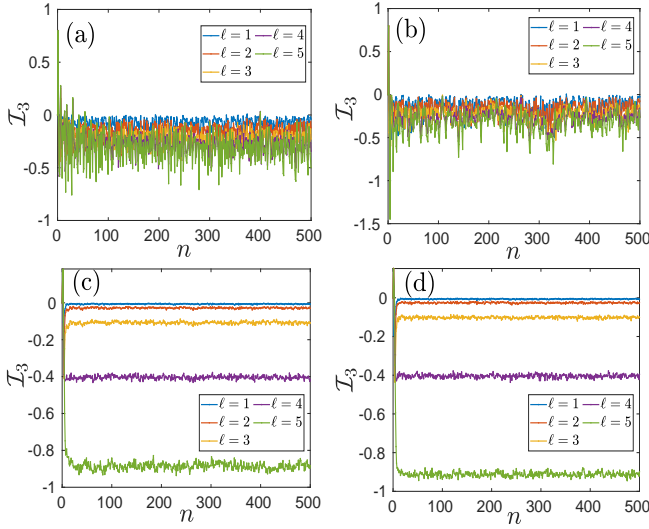 (a)
1
0.5
0
-0.5
-1
I₃
0 100 200 300 400 500
n
ℓ = 1 ℓ = 4
ℓ = 2 ℓ = 5
ℓ = 3
(b)
1
0.5
0
-0.5
-1
-1.5
I₃
0 100 200 300 400 500
n
ℓ = 1 ℓ = 4
ℓ = 2 ℓ = 5
ℓ = 3
(c)
0
-0.2
-0.4
-0.6
-0.8
-1
I₃
0 100 200 300 400 500
n
ℓ = 1 ℓ = 4
ℓ = 2 ℓ = 5
ℓ = 3
(d)
0
-0.2
-0.4
-0.6
-0.8
-1
I₃
0 100 200 300 400 500
n
ℓ = 1 ℓ = 4
ℓ = 2 ℓ = 5
ℓ = 3